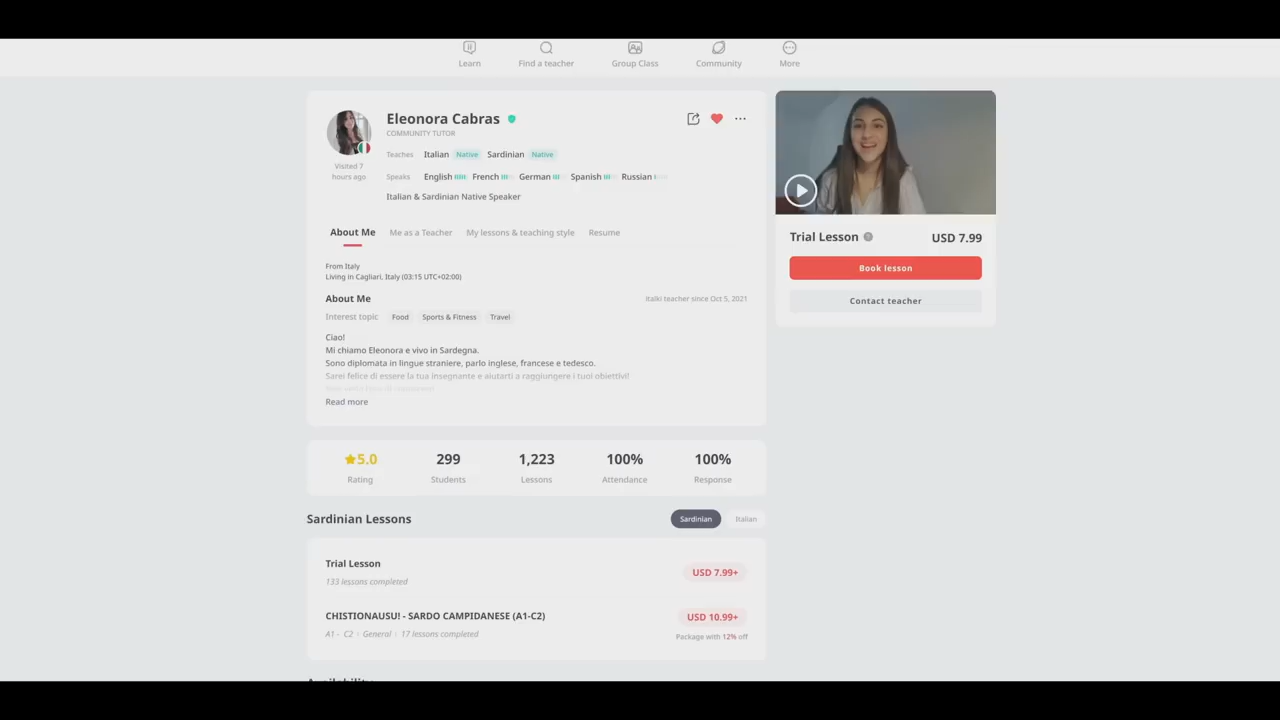 Learn
Find a teacher
Group Class
Community
More
Eleonora Cabras
COMMUNITY TUTOR
Visited 7
hours ago
Teaches Italian Native Sardinian Native
Speaks English French German Spanish Russian
Italian & Sardinian Native Speaker
About Me
Me as a Teacher
My lessons & teaching style
Resume
From Italy
Living in Cagliari, Italy (03:15 UTC+02:00)
About Me
italki teacher since Oct 5, 2021
Interest topic Food Sports & Fitness Travel
Ciao!
Mi chiamo Eleonora e vivo in Sardegna.
Sono diplomata in lingue straniere, parlo inglese, francese e tedesco.
Sarei felice di essere la tua insegnante e aiutarti a raggiungere i tuoi obiettivi!
Read more
Trial Lesson
USD 7.99
Book lesson
Contact teacher
5.0
Rating
299
Students
1,223
Lessons
100%
Attendance
100%
Response
Sardinian Lessons
Sardinian
Italian
Trial Lesson
133 lessons completed
USD 7.99+
CHISTIONAUSU! - SARDO CAMPIDANESE (A1-C2)
A1 - C2 General 17 lessons completed
USD 10.99+
Package with 12% off